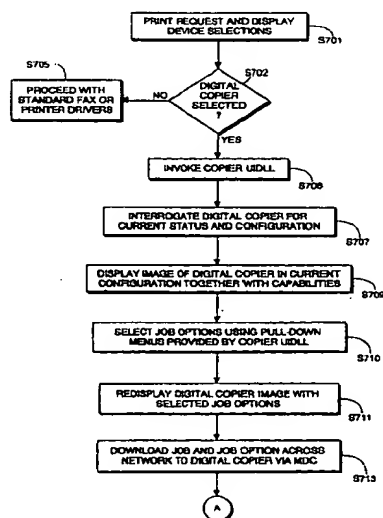 PRINT REQUEST AND DISPLAY
DEVICE SELECTIONS
S701
S702
DIGITAL
COPIER
SELECTED
?
S705
PROCEED WITH
STANDARD FAX OR
PRINTER DRIVERS
NO
YES
INVOKE COPIER UIDLL
S706
INTERROGATE DIGITAL COPIER FOR
CURRENT STATUS AND CONFIGURATION
S707
DISPLAY IMAGE OF DIGITAL COPIER IN CURRENT
CONFIGURATION TOGETHER WITH CAPABILITIES
S709
SELECT JOB OPTIONS USING PULL-DOWN
MENUS PROVIDED BY COPIER UIDLL
S710
REDISPLAY DIGITAL COPIER IMAGE WITH
SELECTED JOB OPTIONS
S711
DOWNLOAD JOB AND JOB OPTION ACROSS
NETWORK TO DIGITAL COPIER VIA MDC
S713
A